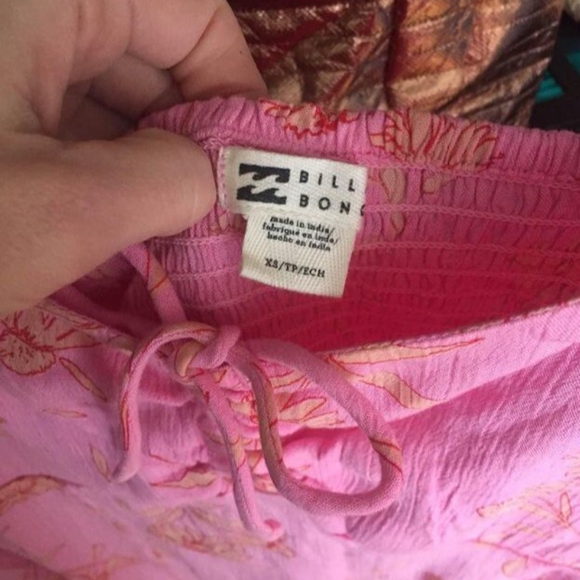 BILL
BONG
made in india/
fabriqué en inde/
hecho en india
XS/TP/ECH